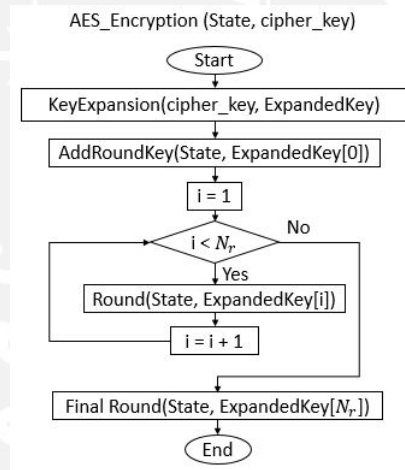 AES_Encryption (State, cipher_key)
Start
KeyExpansion(cipher_key, ExpandedKey)
AddRoundKey(State, ExpandedKey[0])
i = 1
i < Nᵣ
No
Yes
Round(State, ExpandedKey[i])
i = i + 1
Final Round(State, ExpandedKey[Nᵣ])
End